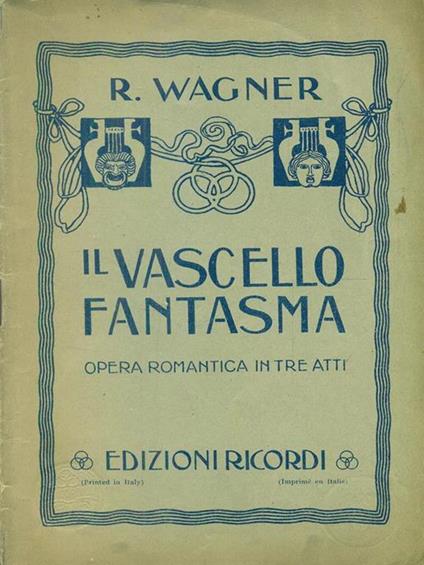 R. WAGNER
IL VASCELLO
FANTASMA
OPERA ROMANTICA IN TRE ATTI
EDIZIONI RICORDI
(Printed in Italy) (Imprimé en Italie)